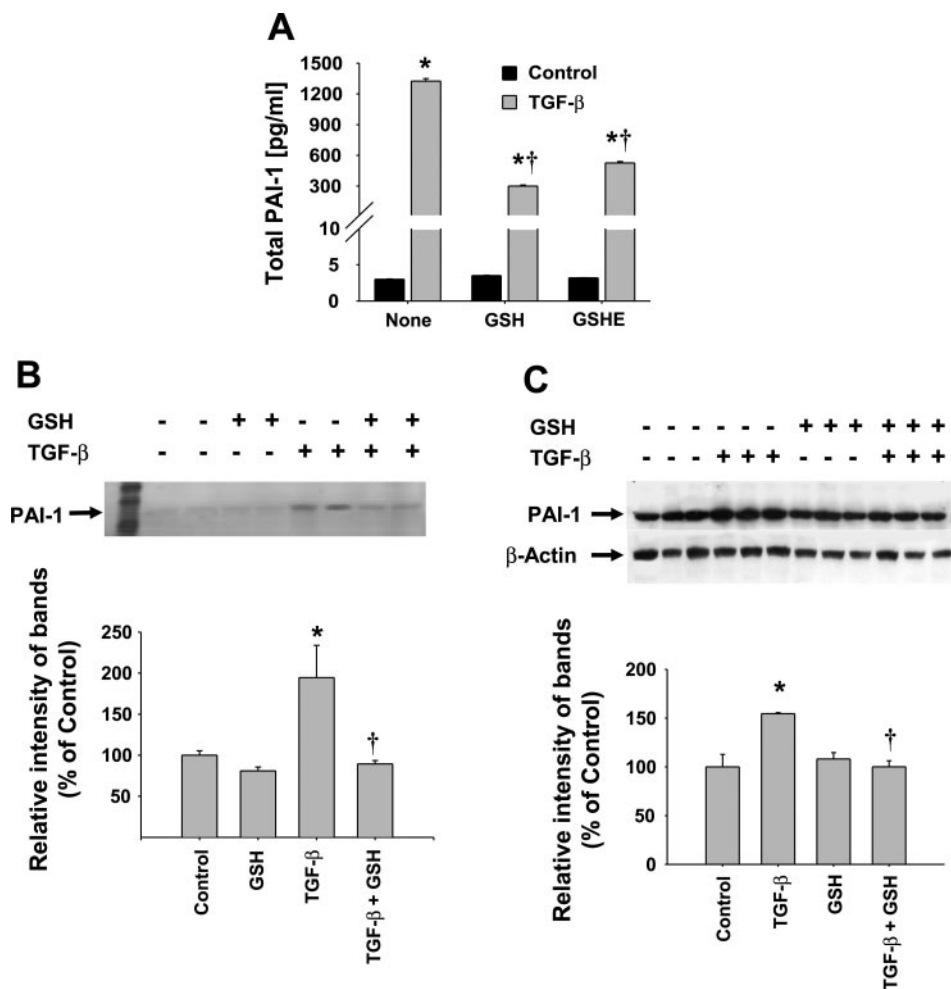 A
Total PAI-1 [pg/ml]
1500
1200
900
600
300
10
5
0
*
*†
*†
Control
TGF-β
None GSH GSHE
B
GSH - - + + - - + +
TGF-β - - - - + + + +
PAI-1
Relative intensity of bands
(% of Control)
250
200
150
100
50
*
†
Control
GSH
TGF-β
TGF-β + GSH
C
GSH - - - - - - + + + + + +
TGF-β - - - + + + - - - + + +
PAI-1
β-Actin
Relative intensity of bands
(% of Control)
200
150
100
50
0
*
†
Control
TGF-β
GSH
TGF-β + GSH